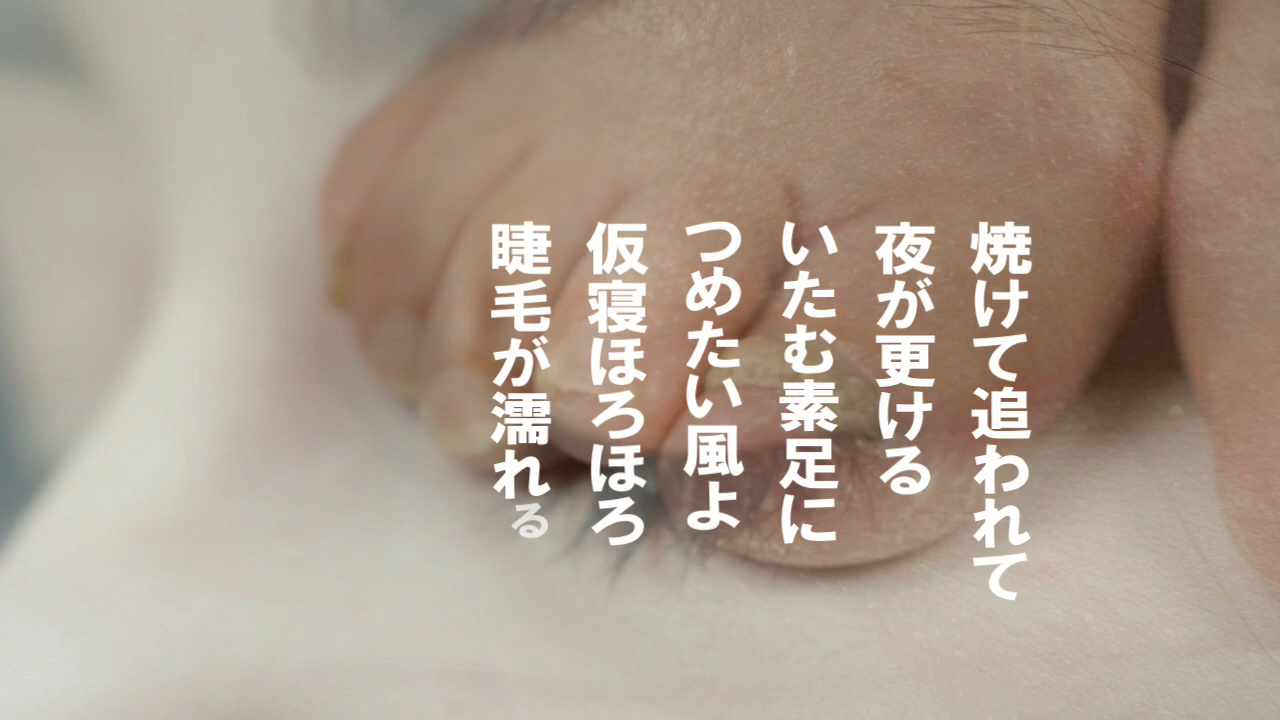 焼けて追われて
夜が更ける
いたむ素足に
つめたい風よ
仮寝ほろほろ
睫毛が濡れる